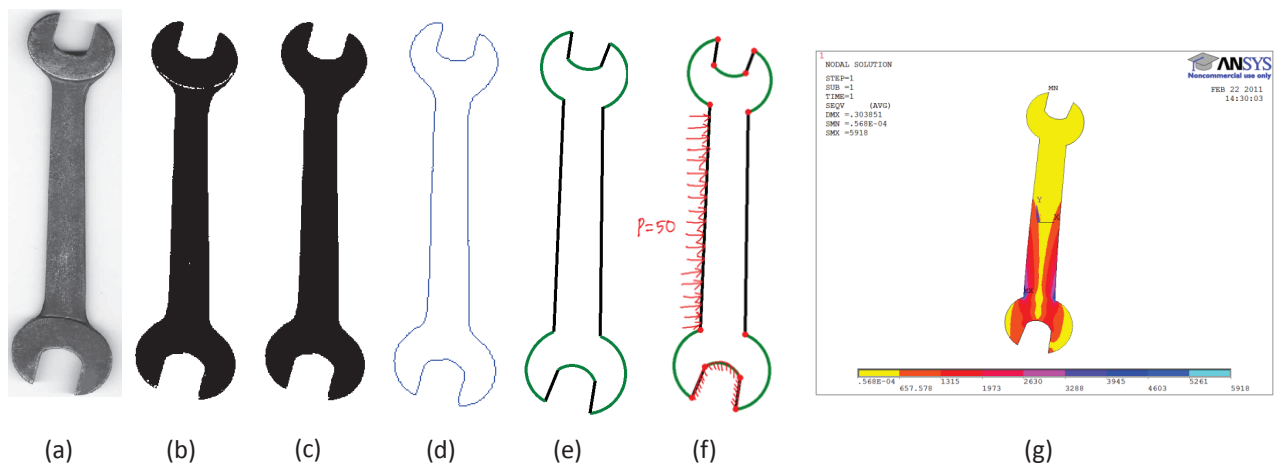 P=50
1
NODAL SOLUTION
STEP=1
SUB =1
TIME=1
SEQV (AVG)
DMX =.303851
SMN =.568E-04
SMX =5918
ANSYS
Noncommercial use only
FEB 22 2011
14:30:03
MN
Y
X
MX
.568E-04
657.578
1315
1973
2630
3288
3945
4603
5261
5918
(a) (b) (c) (d) (e) (f) (g)